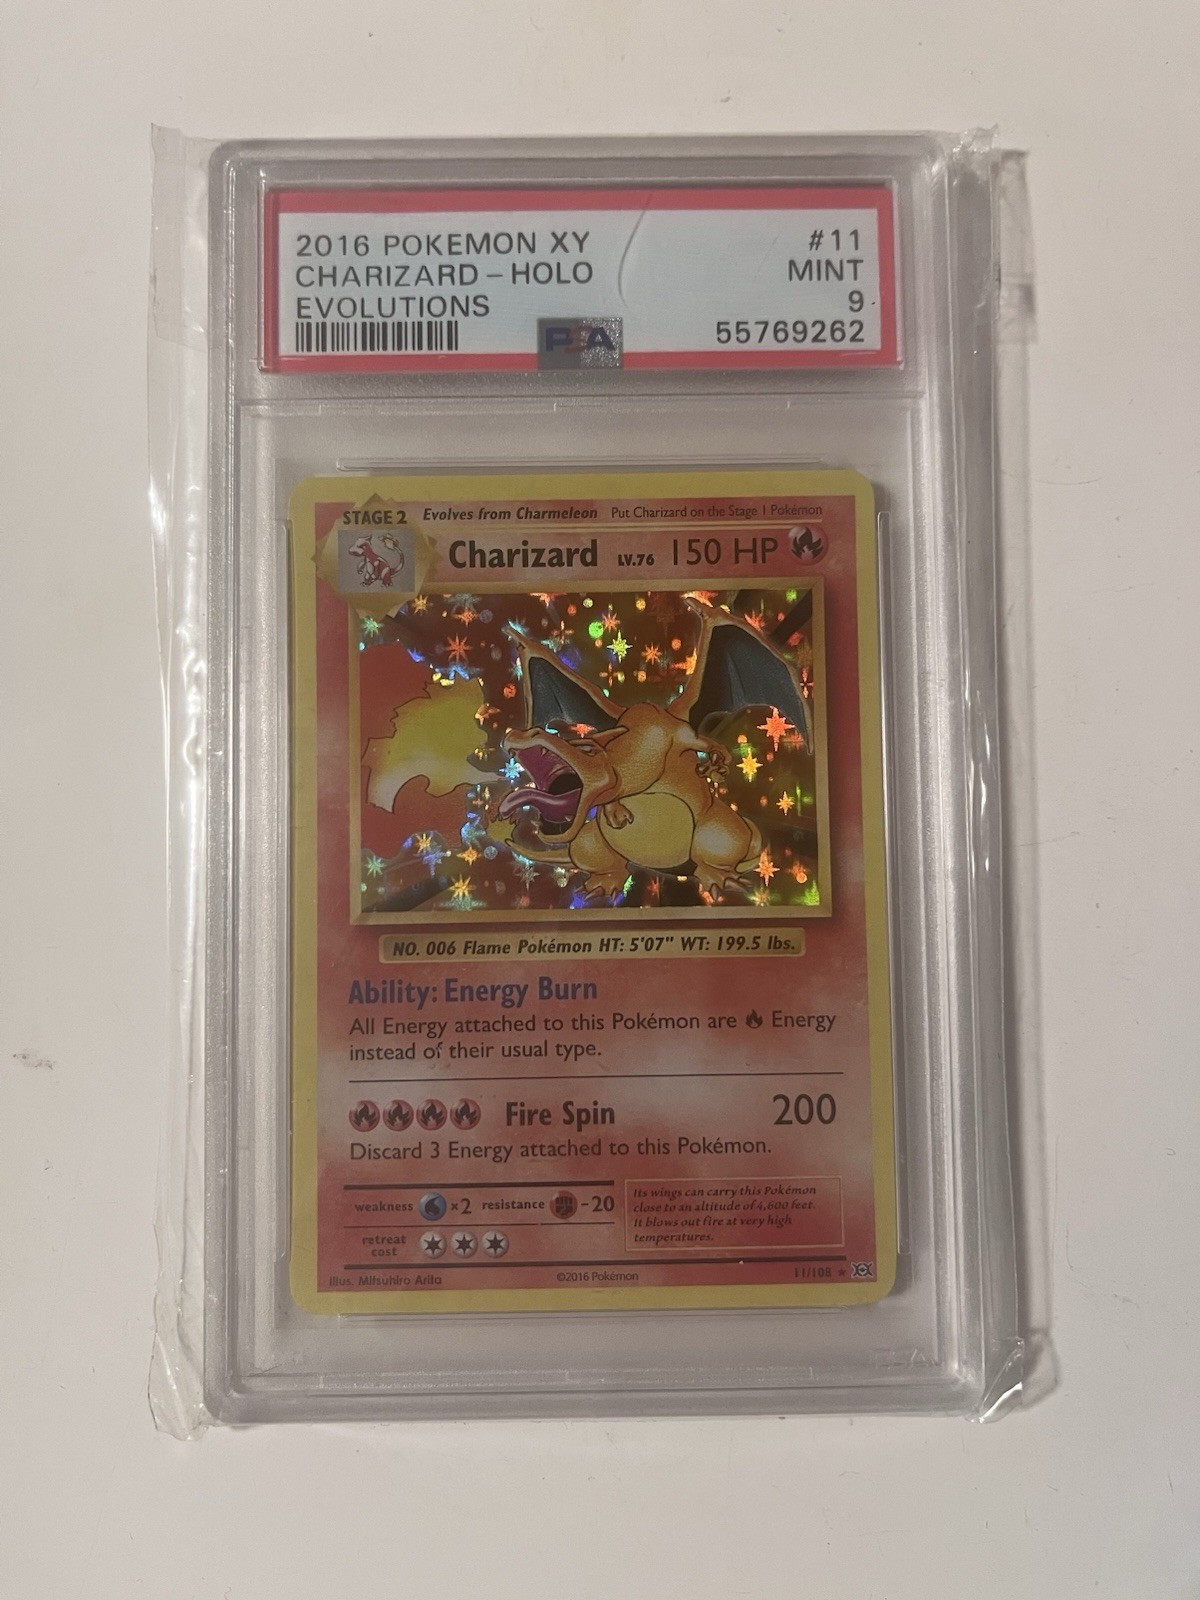 2016 POKEMON XY #11
CHARIZARD - HOLO MINT
EVOLUTIONS 9
PSA 55769262
STAGE 2 Evolves from Charmeleon Put Charizard on the Stage 1 Pokémon
Charizard LV.76 150 HP
NO. 006 Flame Pokémon HT: 5'07" WT: 199.5 lbs.
Ability: Energy Burn
All Energy attached to this Pokémon are Energy
instead of their usual type.
Fire Spin 200
Discard 3 Energy attached to this Pokémon.
weakness ×2 resistance -20
retreat
cost
Its wings can carry this Pokémon
close to an altitude of 4,600 feet.
It blows out fire at very high
temperatures.
Illus. Mitsuhiro Arita ©2016 Pokémon 11/108 ★
PSA